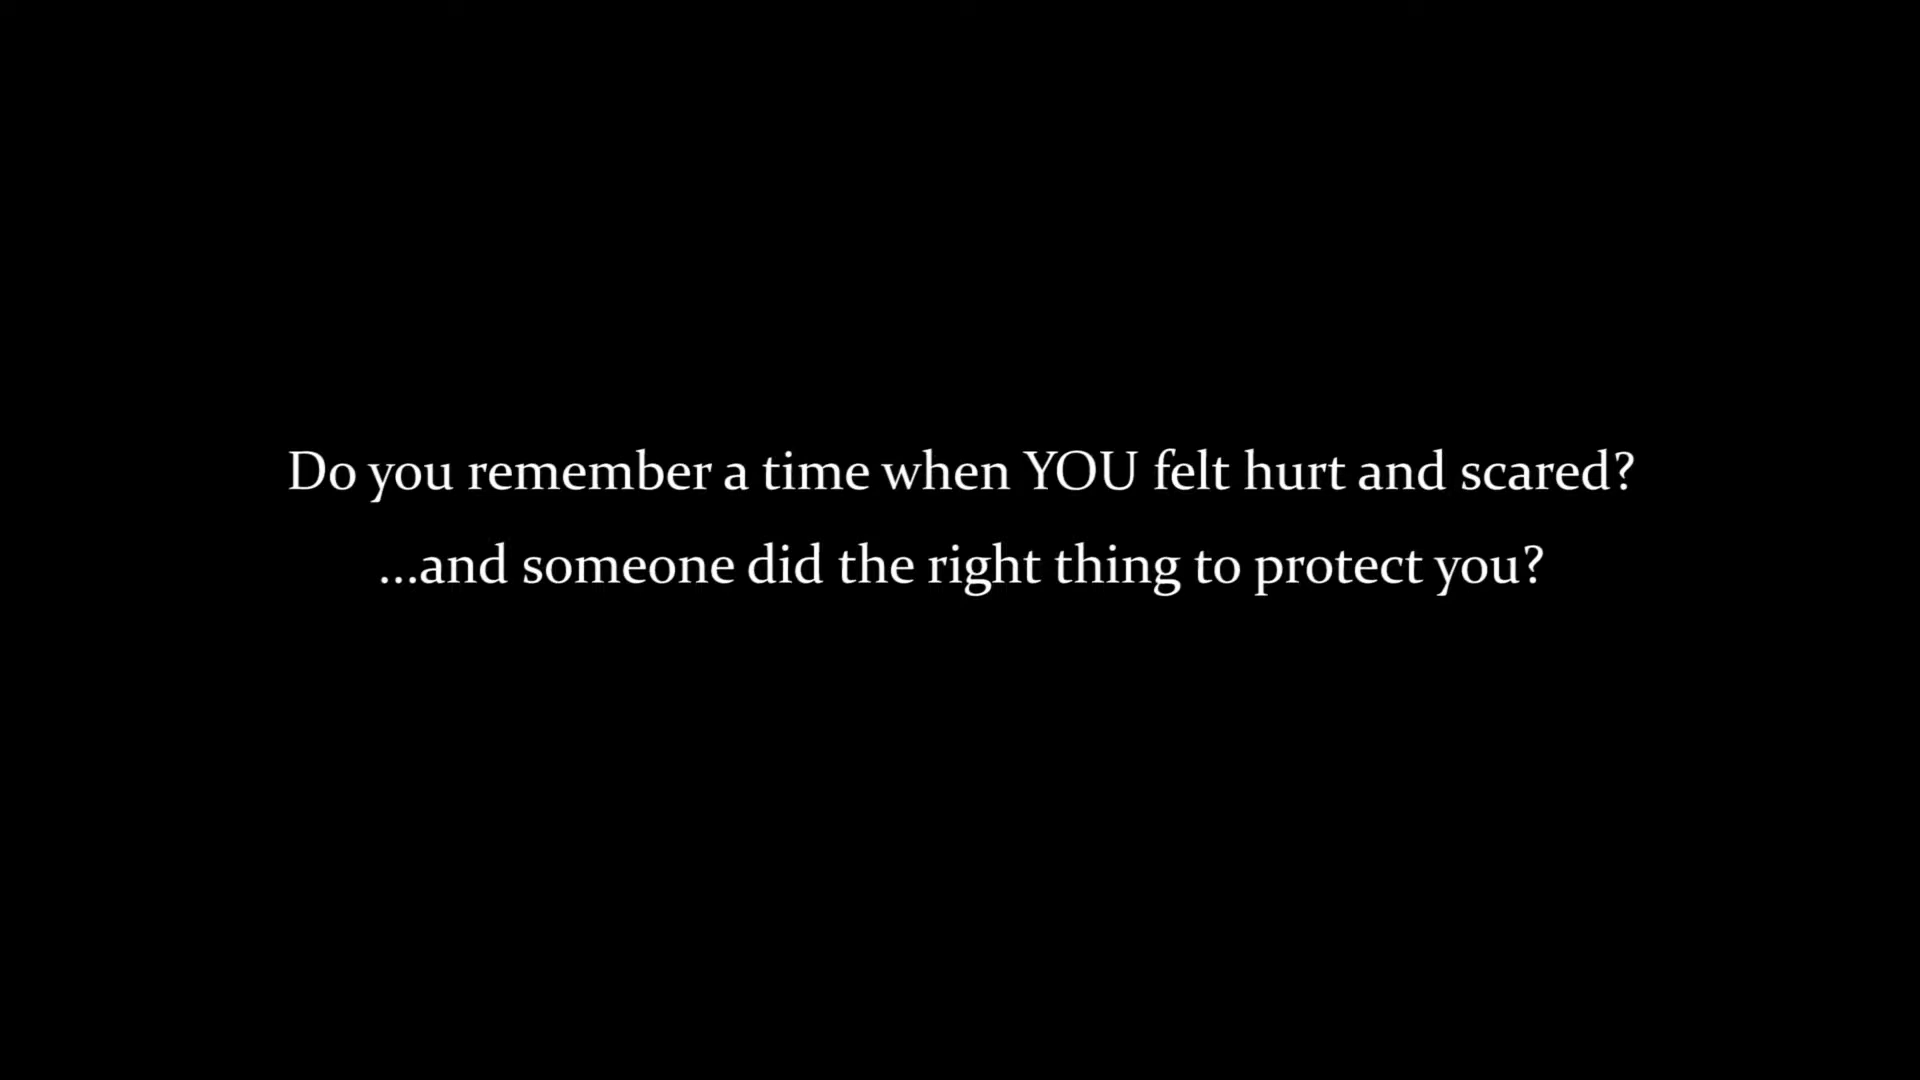 Do you remember a time when YOU felt hurt and scared?
...and someone did the right thing to protect you?